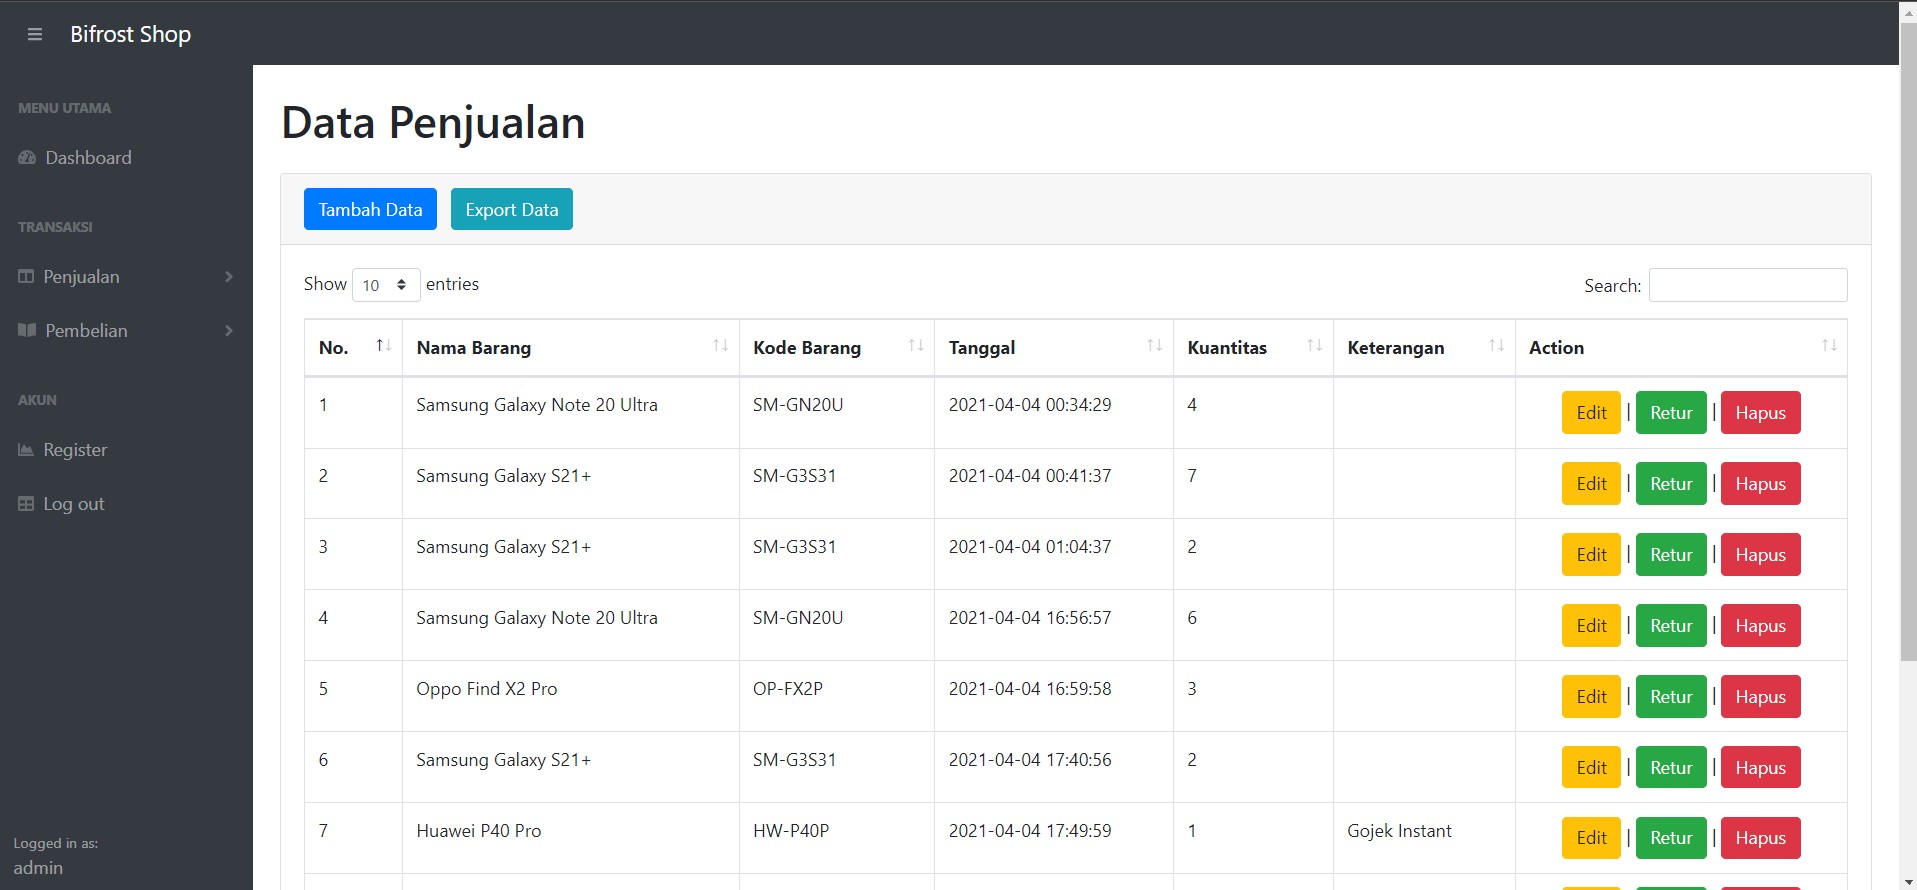 Bifrost Shop
MENU UTAMA
Dashboard
TRANSAKSI
Penjualan
Pembelian
AKUN
Register
Log out
Logged in as:
admin
Data Penjualan
Tambah Data Export Data
Show 10 entries Search:
No. Nama Barang Kode Barang Tanggal Kuantitas Keterangan Action
1 Samsung Galaxy Note 20 Ultra SM-GN20U 2021-04-04 00:34:29 4 Edit | Retur | Hapus
2 Samsung Galaxy S21+ SM-G3S31 2021-04-04 00:41:37 7 Edit | Retur | Hapus
3 Samsung Galaxy S21+ SM-G3S31 2021-04-04 01:04:37 2 Edit | Retur | Hapus
4 Samsung Galaxy Note 20 Ultra SM-GN20U 2021-04-04 16:56:57 6 Edit | Retur | Hapus
5 Oppo Find X2 Pro OP-FX2P 2021-04-04 16:59:58 3 Edit | Retur | Hapus
6 Samsung Galaxy S21+ SM-G3S31 2021-04-04 17:40:56 2 Edit | Retur | Hapus
7 Huawei P40 Pro HW-P40P 2021-04-04 17:49:59 1 Gojek Instant Edit | Retur | Hapus